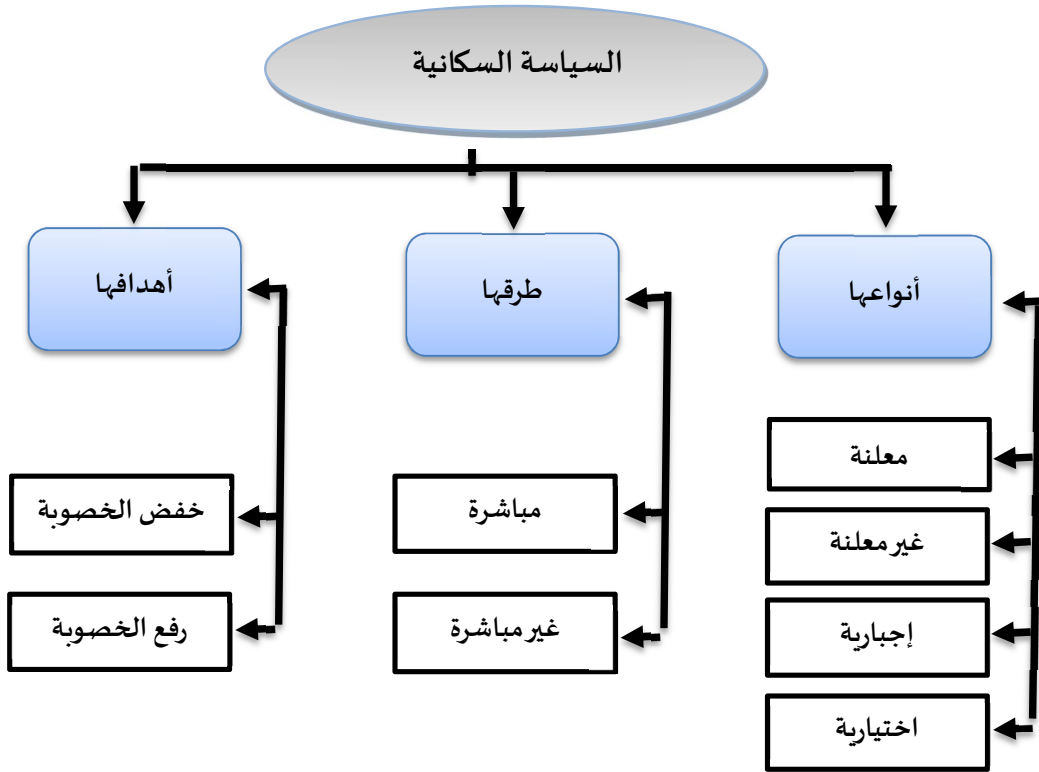 السياسة السكانية
أنواعها
معلنة
غير معلنة
إجبارية
اختيارية
طرقها
مباشرة
غير مباشرة
أهدافها
خفض الخصوبة
رفع الخصوبة